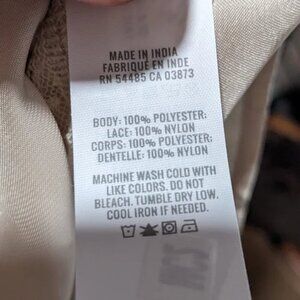 MADE IN INDIA
FABRIQUÉ EN INDE
RN 54485 CA 03873
BODY: 100% POLYESTER;
LACE: 100% NYLON
CORPS: 100% POLYESTER;
DENTELLE: 100% NYLON
MACHINE WASH COLD WITH
LIKE COLORS. DO NOT
BLEACH. TUMBLE DRY LOW.
COOL IRON IF NEEDED.